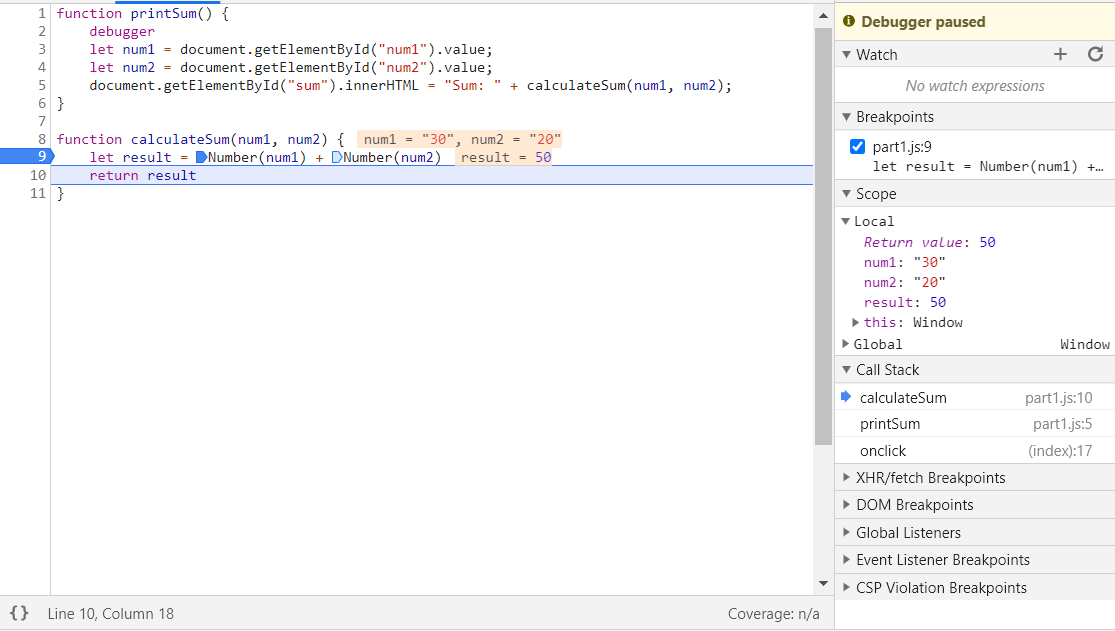 1 function printSum() {
2 debugger
3 let num1 = document.getElementById("num1").value;
4 let num2 = document.getElementById("num2").value;
5 document.getElementById("sum").innerHTML = "Sum: " + calculateSum(num1, num2);
6 }
7
8 function calculateSum(num1, num2) { num1 = "30", num2 = "20"
9 let result = Number(num1) + Number(num2) result = 50
10 return result
11 }
{} Line 10, Column 18 Coverage: n/a
Debugger paused
Watch
No watch expressions
Breakpoints
part1.js:9
let result = Number(num1) +…
Scope
Local
Return value: 50
num1: "30"
num2: "20"
result: 50
this: Window
Global Window
Call Stack
calculateSum part1.js:10
printSum part1.js:5
onclick (index):17
XHR/fetch Breakpoints
DOM Breakpoints
Global Listeners
Event Listener Breakpoints
CSP Violation Breakpoints